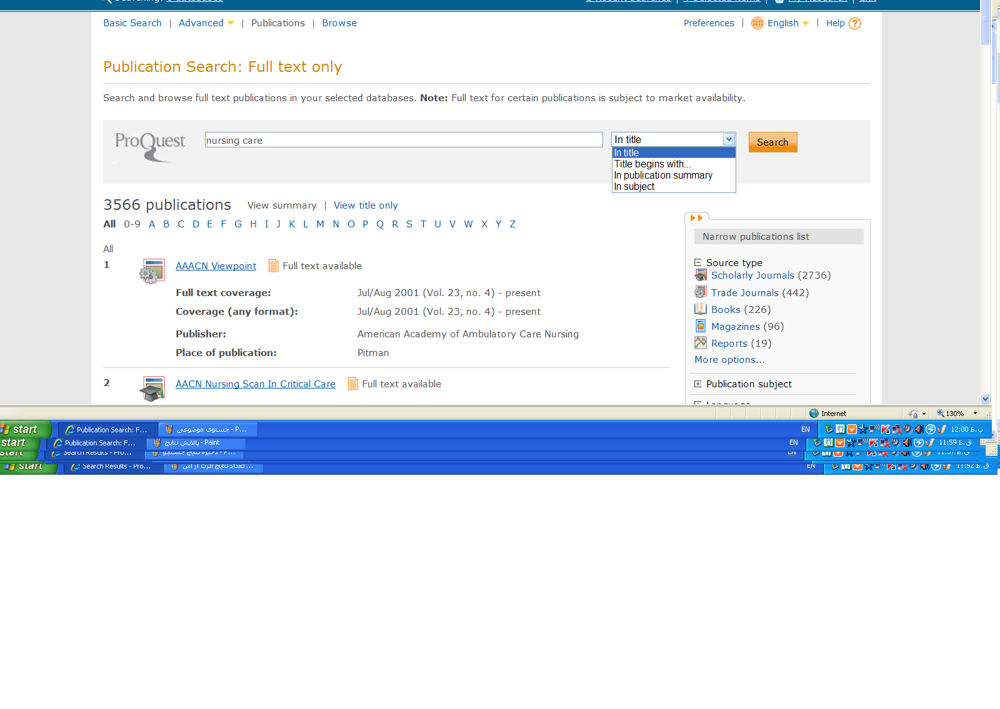 Basic Search | Advanced | Publications | Browse
Preferences | English | Help ?
Publication Search: Full text only
Search and browse full text publications in your selected databases. Note: Full text for certain publications is subject to market availability.
ProQuest
nursing care
In title
Search
In title
Title begins with...
In publication summary
In subject
3566 publications View summary | View title only
All 0-9 A B C D E F G H I J K L M N O P Q R S T U V W X Y Z
All
1 AAACN Viewpoint Full text available
Full text coverage: Jul/Aug 2001 (Vol. 23, no. 4) - present
Coverage (any format): Jul/Aug 2001 (Vol. 23, no. 4) - present
Publisher: American Academy of Ambulatory Care Nursing
Place of publication: Pitman
2 AACN Nursing Scan In Critical Care Full text available
Narrow publications list
Source type
Scholarly Journals (2736)
Trade Journals (442)
Books (226)
Magazines (96)
Reports (19)
More options...
Publication subject
Language
Internet 130%
start Publication Search: F... جستوی موضوعی - P... EN 12:00 ب.ظ
start Publication Search: F... پالایش نتایج - Paint EN 11:59 ق.ظ
start Search Results - Pro... ذخیره نتایج جستجو - P... EN 11:57 ق.ظ
start Search Results - Pro... EN 11:52 ق.ظ